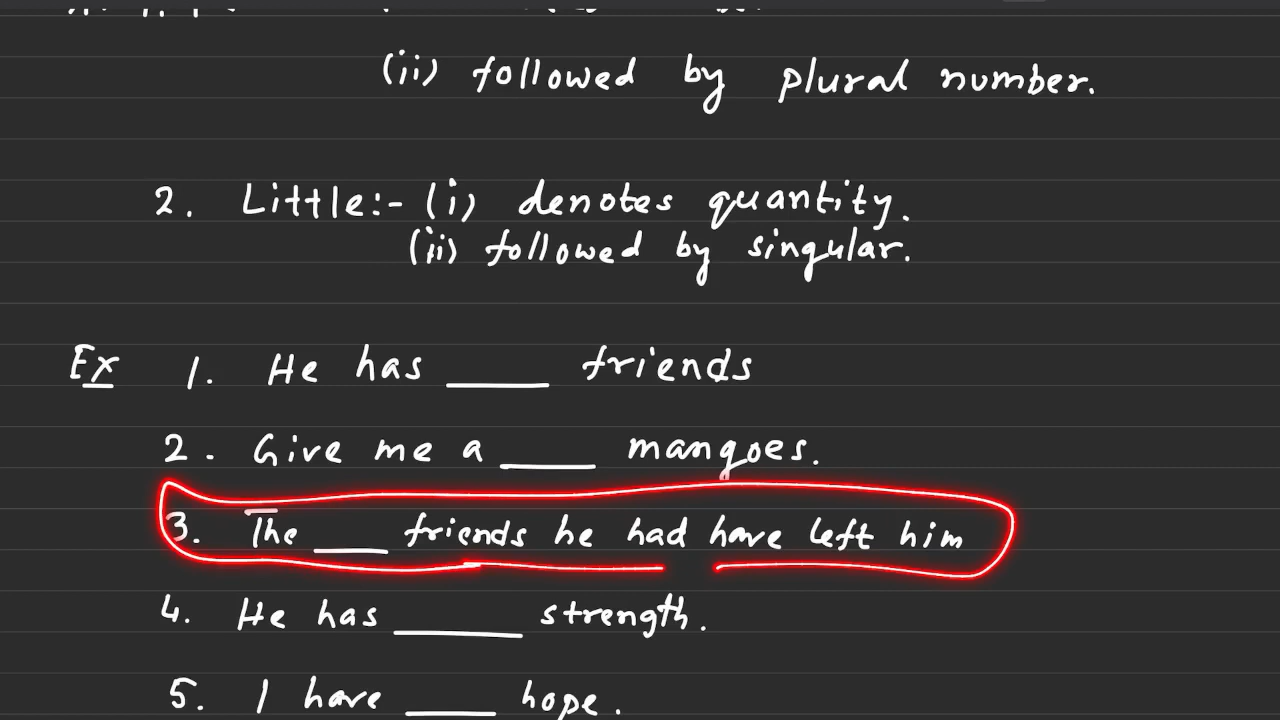 (ii) followed by plural number.
2. Little:- (i) denotes quantity.
(ii) followed by singular.
Ex 1. He has ____ friends
2. Give me a ____ mangoes.
3. The ____ friends he had have left him
4. He has ____ strength.
5. I have ____ hope.